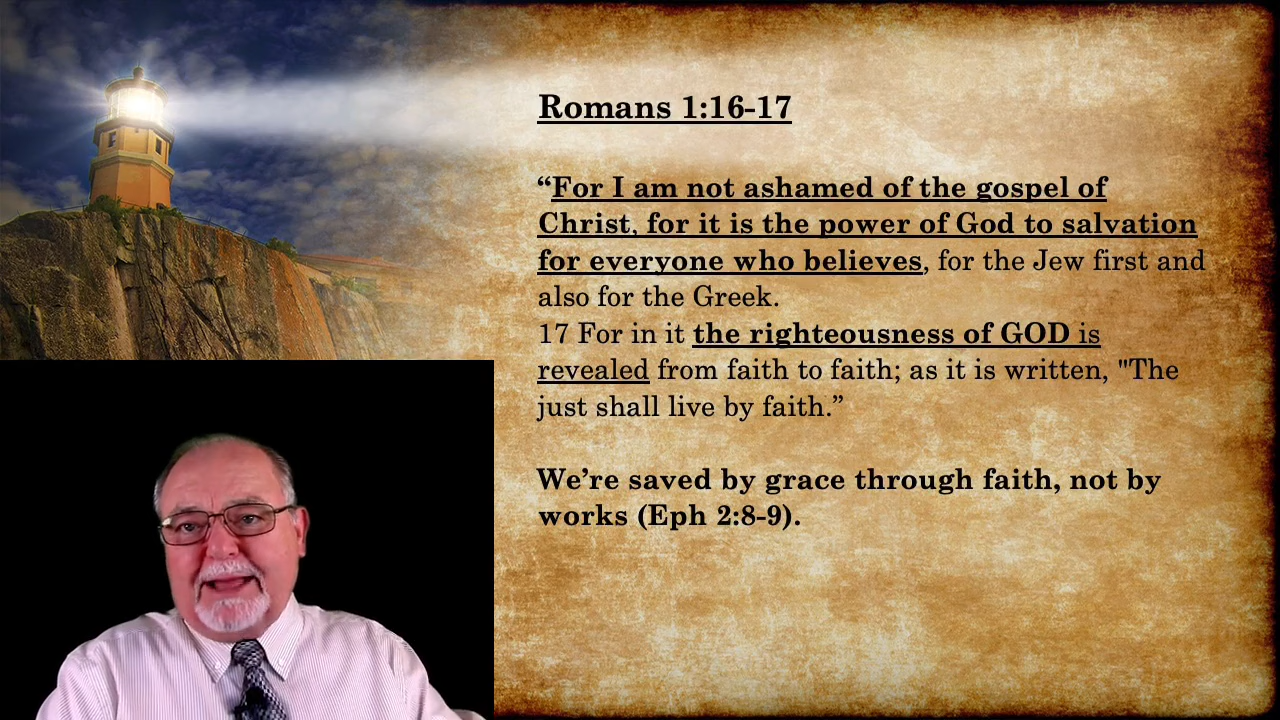 Romans 1:16-17
“For I am not ashamed of the gospel of
Christ, for it is the power of God to salvation
for everyone who believes, for the Jew first and
also for the Greek.
17 For in it the righteousness of GOD is
revealed from faith to faith; as it is written, "The
just shall live by faith.”
We’re saved by grace through faith, not by
works (Eph 2:8-9).